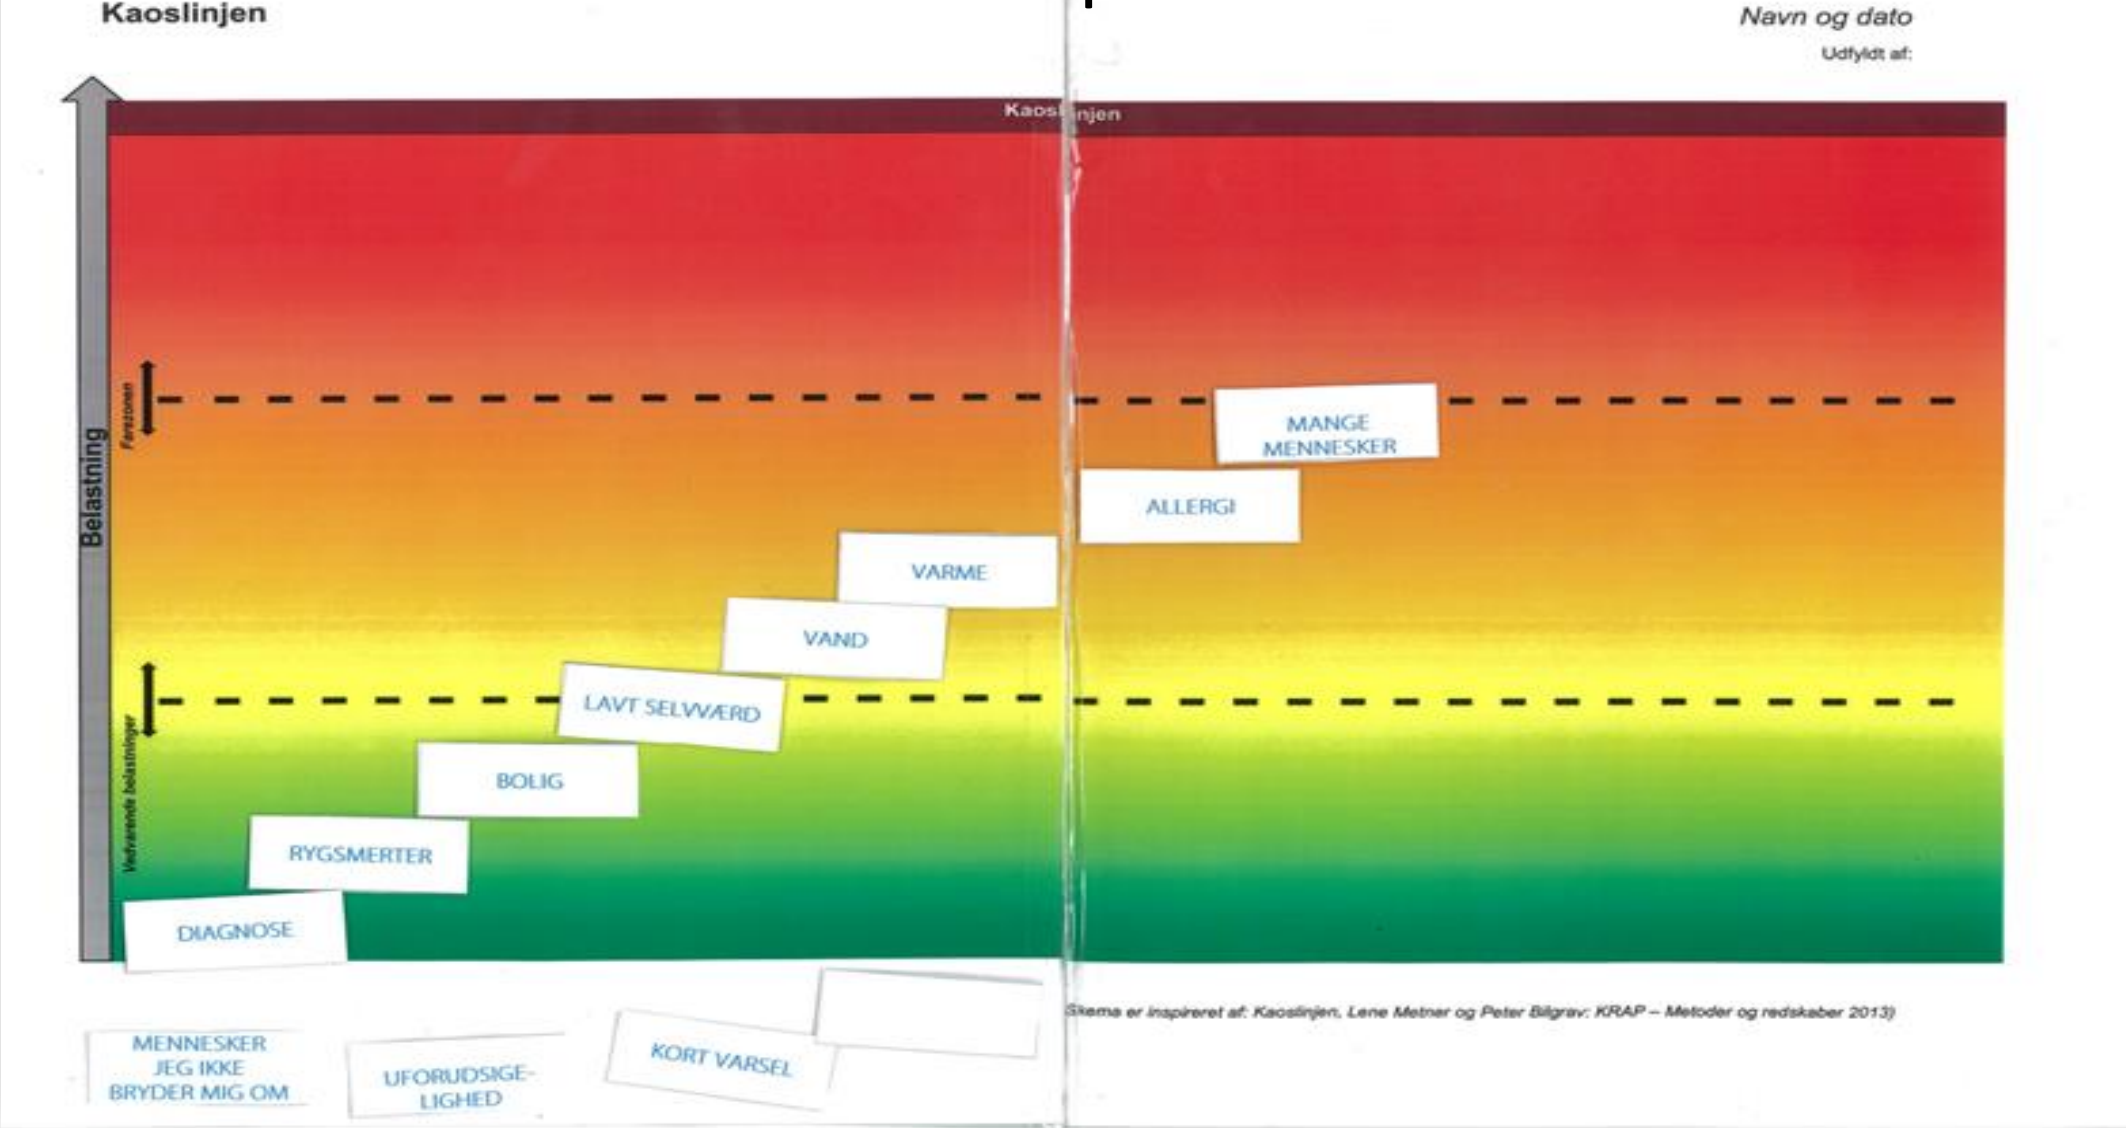 Kaoslinjen
Navn og dato
Udfyldt af:
Kaoslinjen
Farezonen
Belastning
MANGE
MENNESKER
ALLERGI
VARME
VAND
LAVT SELVVÆRD
Vedvarende belastninger
BOLIG
RYGSMERTER
DIAGNOSE
Skema er inspireret af: Kaoslinjen, Lene Metner og Peter Bilgrav: KRAP – Metoder og redskaber 2013)
MENNESKER
JEG IKKE
BRYDER MIG OM
UFORUDSIGE-
LIGHED
KORT VARSEL